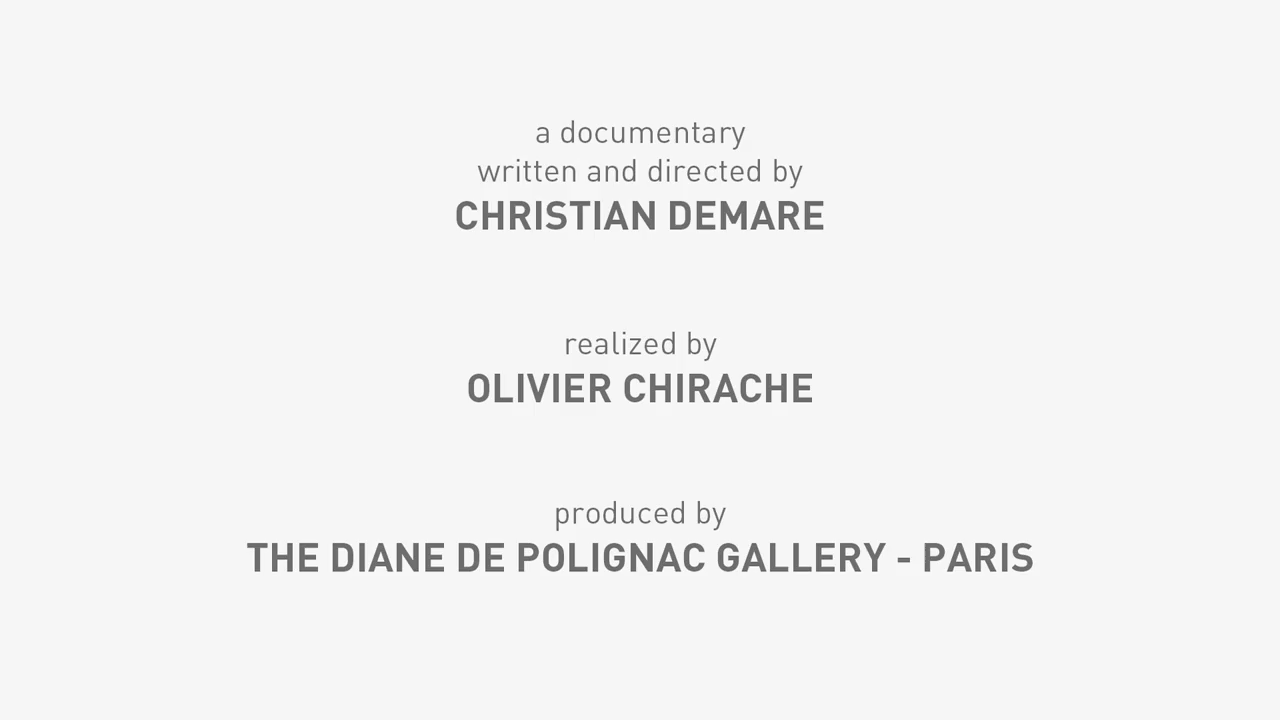 a documentary
written and directed by
CHRISTIAN DEMARE
realized by
OLIVIER CHIRACHE
produced by
THE DIANE DE POLIGNAC GALLERY - PARIS